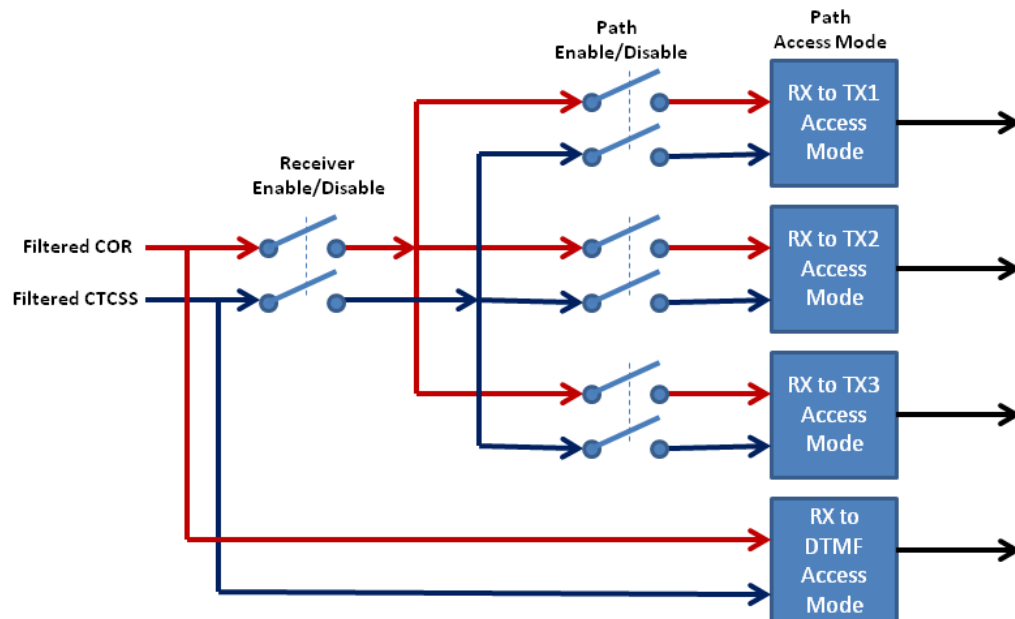 Path
Enable/Disable
Path
Access Mode
RX to TX1
Access
Mode
Receiver
Enable/Disable
Filtered COR
Filtered CTCSS
RX to TX2
Access
Mode
RX to TX3
Access
Mode
RX to
DTMF
Access
Mode